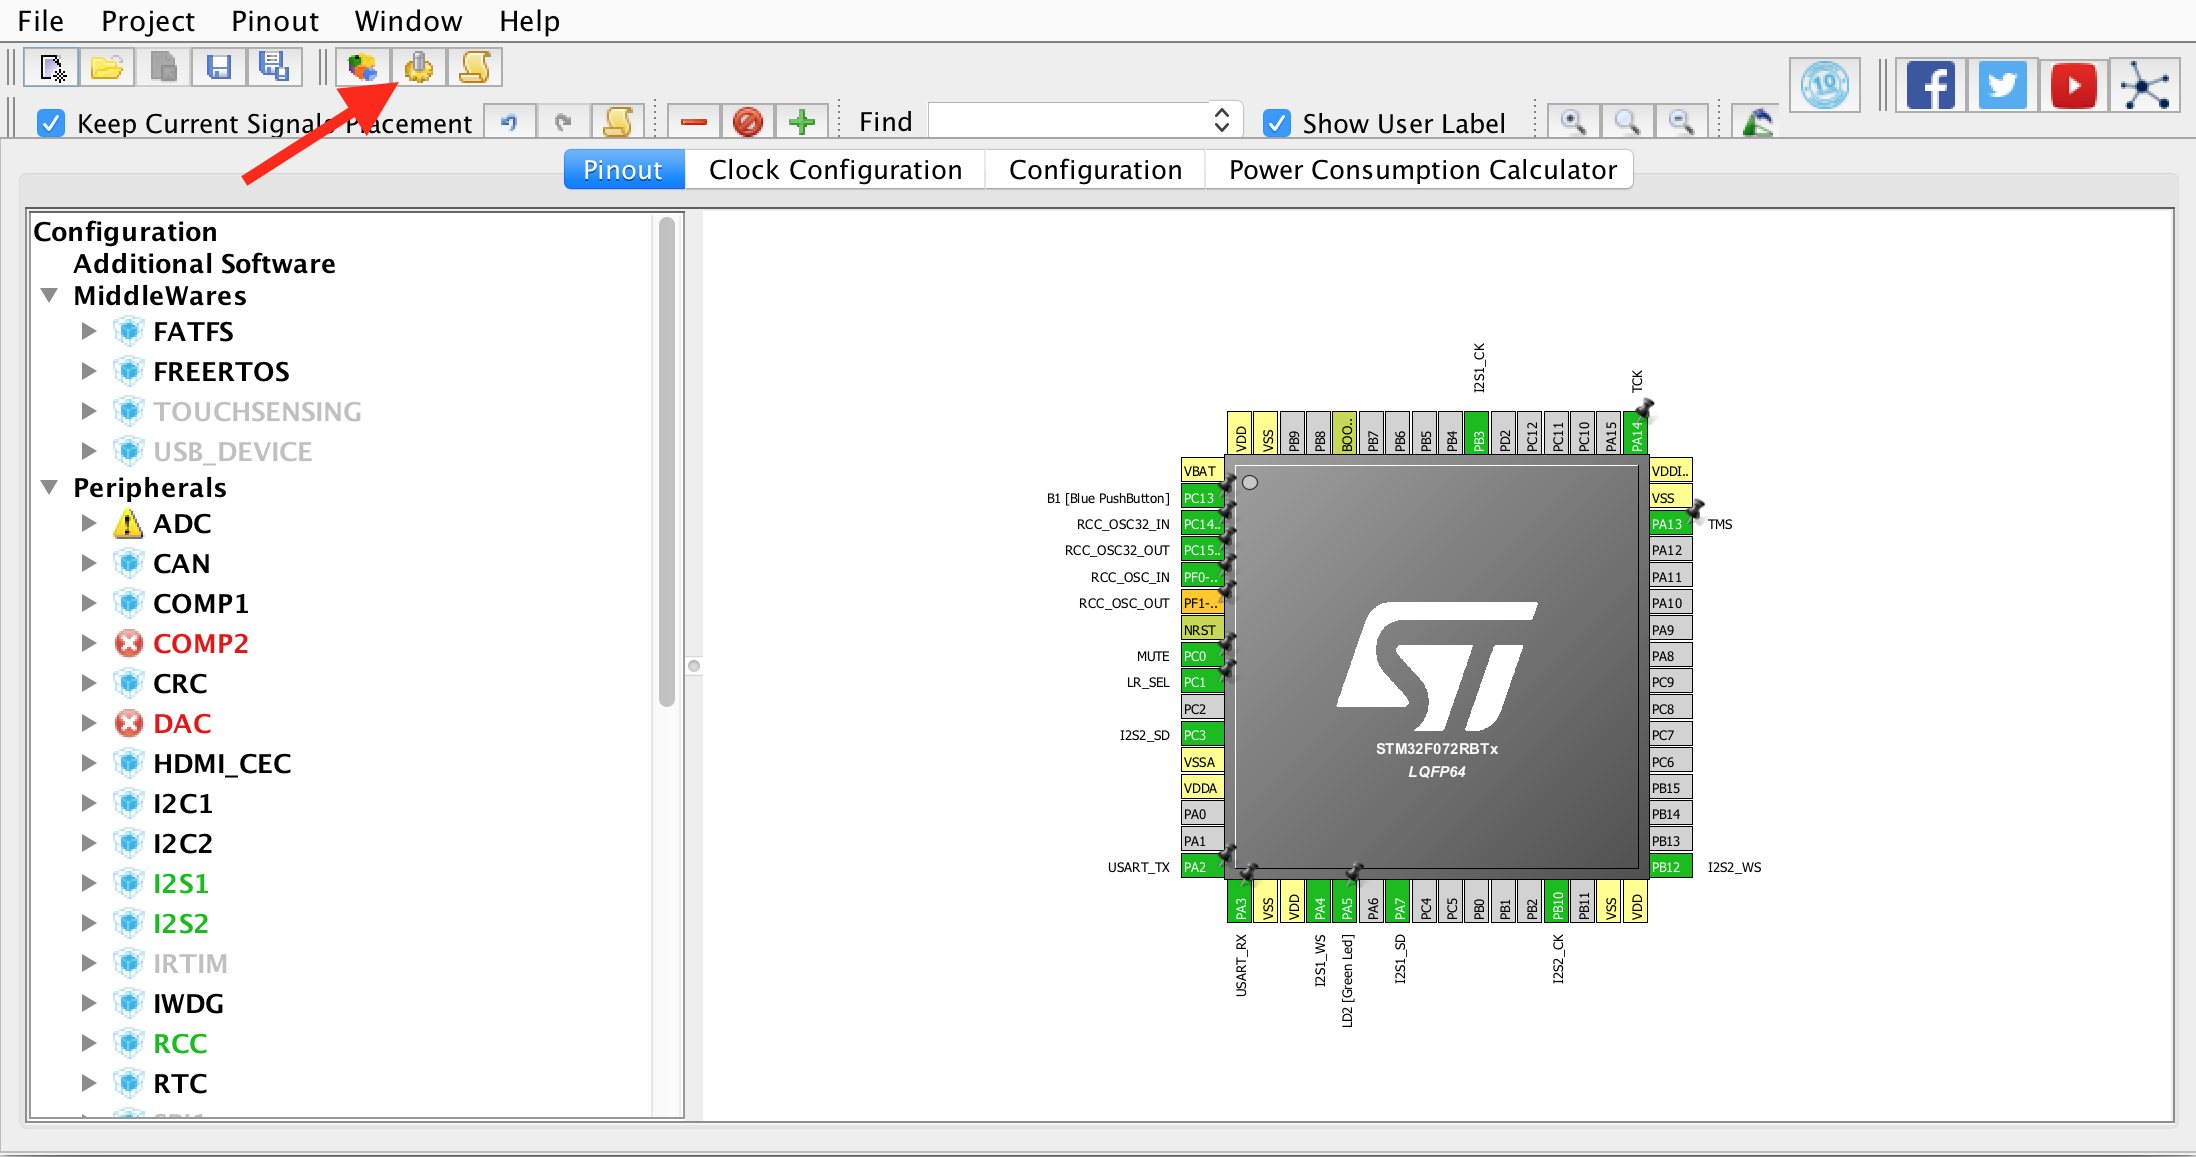 File Project Pinout Window Help
19
Keep Current Signals Placement Find Show User Label
Pinout Clock Configuration Configuration Power Consumption Calculator
Configuration
Additional Software
MiddleWares
FATFS
FREERTOS
TOUCHSENSING
USB_DEVICE
Peripherals
ADC
CAN
COMP1
COMP2
CRC
DAC
HDMI_CEC
I2C1
I2C2
I2S1
I2S2
IRTIM
IWDG
RCC
RTC
I2S1_CK TCK
VDD VSS PB9 PB8 BOO.. PB7 PB6 PB5 PB4 PB3 PD2 PC12 PC11 PC10 PA15 PA14
VBAT VDDI..
B1 [Blue PushButton] PC13 VSS
RCC_OSC32_IN PC14.. PA13 TMS
RCC_OSC32_OUT PC15.. PA12
RCC_OSC_IN PF0-.. PA11
RCC_OSC_OUT PF1-.. PA10
NRST PA9
MUTE PC0 PA8
LR_SEL PC1 PC9
PC2 PC8
I2S2_SD PC3 PC7
VSSA PC6
VDDA PB15
PA0 PB14
PA1 PB13
USART_TX PA2 PB12 I2S2_WS
ST
STM32F072RBTx
LQFP64
PA3 VSS VDD PA4 PA5 PA6 PA7 PC4 PC5 PB0 PB1 PB2 PB10 PB11 VSS VDD
USART_RX I2S1_WS LD2 [Green Led] I2S1_SD I2S2_CK